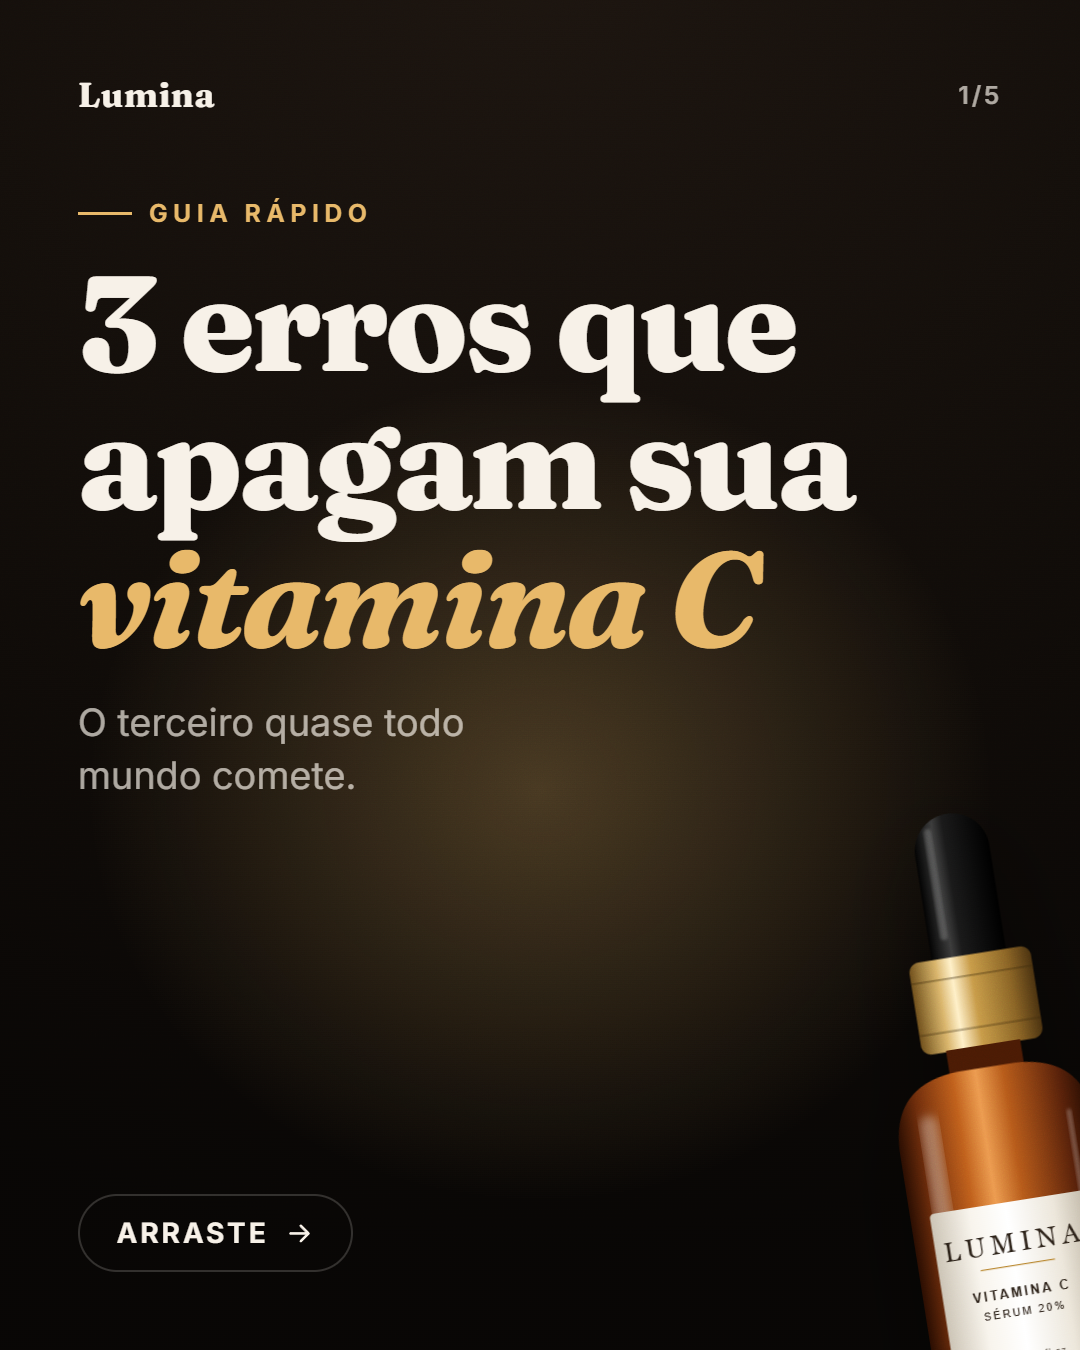 Lumina
1/5
GUIA RÁPIDO
3 erros que
apagam sua
vitamina C
O terceiro quase todo
mundo comete.
ARRASTE →
LUMINA
VITAMINA C
SÉRUM 20%